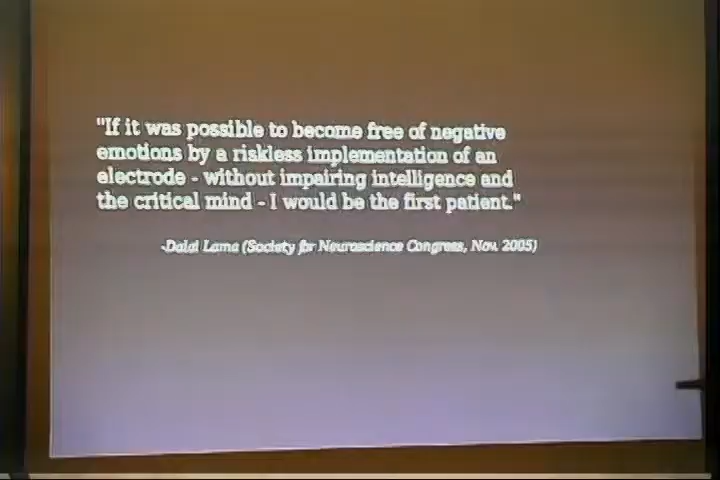 "If it was possible to become free of negative
emotions by a riskless implementation of an
electrode - without impairing intelligence and
the critical mind - I would be the first patient."
-Dalai Lama (Society for Neuroscience Congress, Nov. 2005)